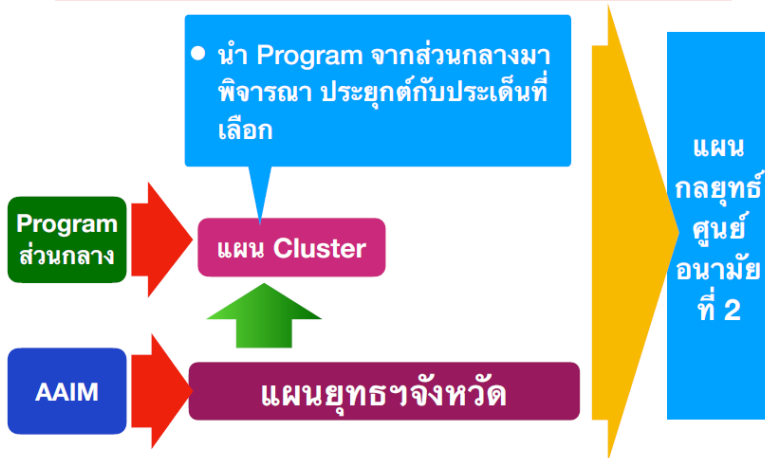 นำ Program จากส่วนกลางมา
พิจารณา ประยุกต์กับประเด็นที่
เลือก
Program
ส่วนกลาง
แผน Cluster
AAIM
แผนยุทธฯจังหวัด
แผน
กลยุทธ์
ศูนย์
อนามัย
ที่ 2